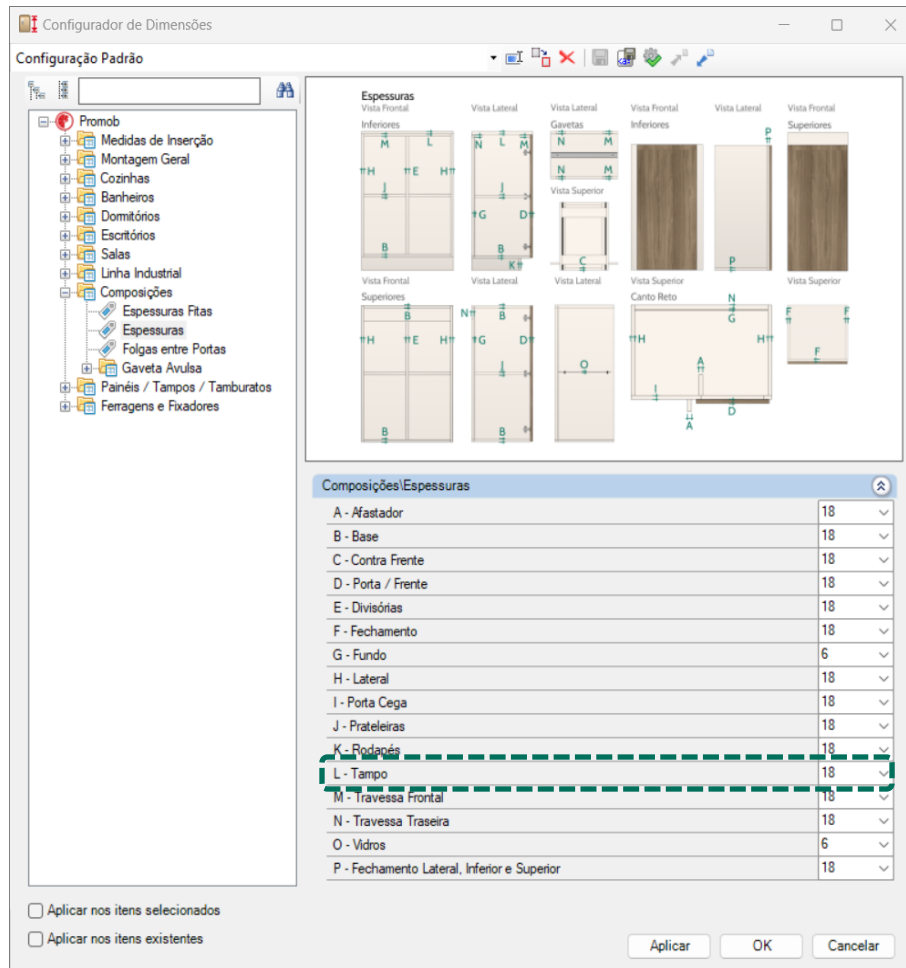 Configurador de Dimensões
Configuração Padrão
Promob
Medidas de Inserção
Montagem Geral
Cozinhas
Banheiros
Dormitórios
Escritórios
Salas
Linha Industrial
Composições
Espessuras Fitas
Espessuras
Folgas entre Portas
Gaveta Avulsa
Painéis / Tampos / Tamburatos
Ferragens e Fixadores
Espessuras
Vista Frontal Vista Lateral Vista Lateral Vista Frontal Vista Lateral Vista Frontal
Inferiores Gavetas Inferiores Superiores
M L N L M N M P
H E H N M
J J Vista Superior
G D
B B
K C P
Vista Frontal Vista Lateral Vista Lateral Vista Superior Vista Superior
Superiores Canto Reto N
B N B G F F
H E H G D H H
J O A F
I D
B B A
Composições\Espessuras
A - Afastador 18
B - Base 18
C - Contra Frente 18
D - Porta / Frente 18
E - Divisórias 18
F - Fechamento 18
G - Fundo 6
H - Lateral 18
I - Porta Cega 18
J - Prateleiras 18
K - Rodapés 18
L - Tampo 18
M - Travessa Frontal 18
N - Travessa Traseira 18
O - Vidros 6
P - Fechamento Lateral, Inferior e Superior 18
Aplicar nos itens selecionados
Aplicar nos itens existentes
Aplicar OK Cancelar